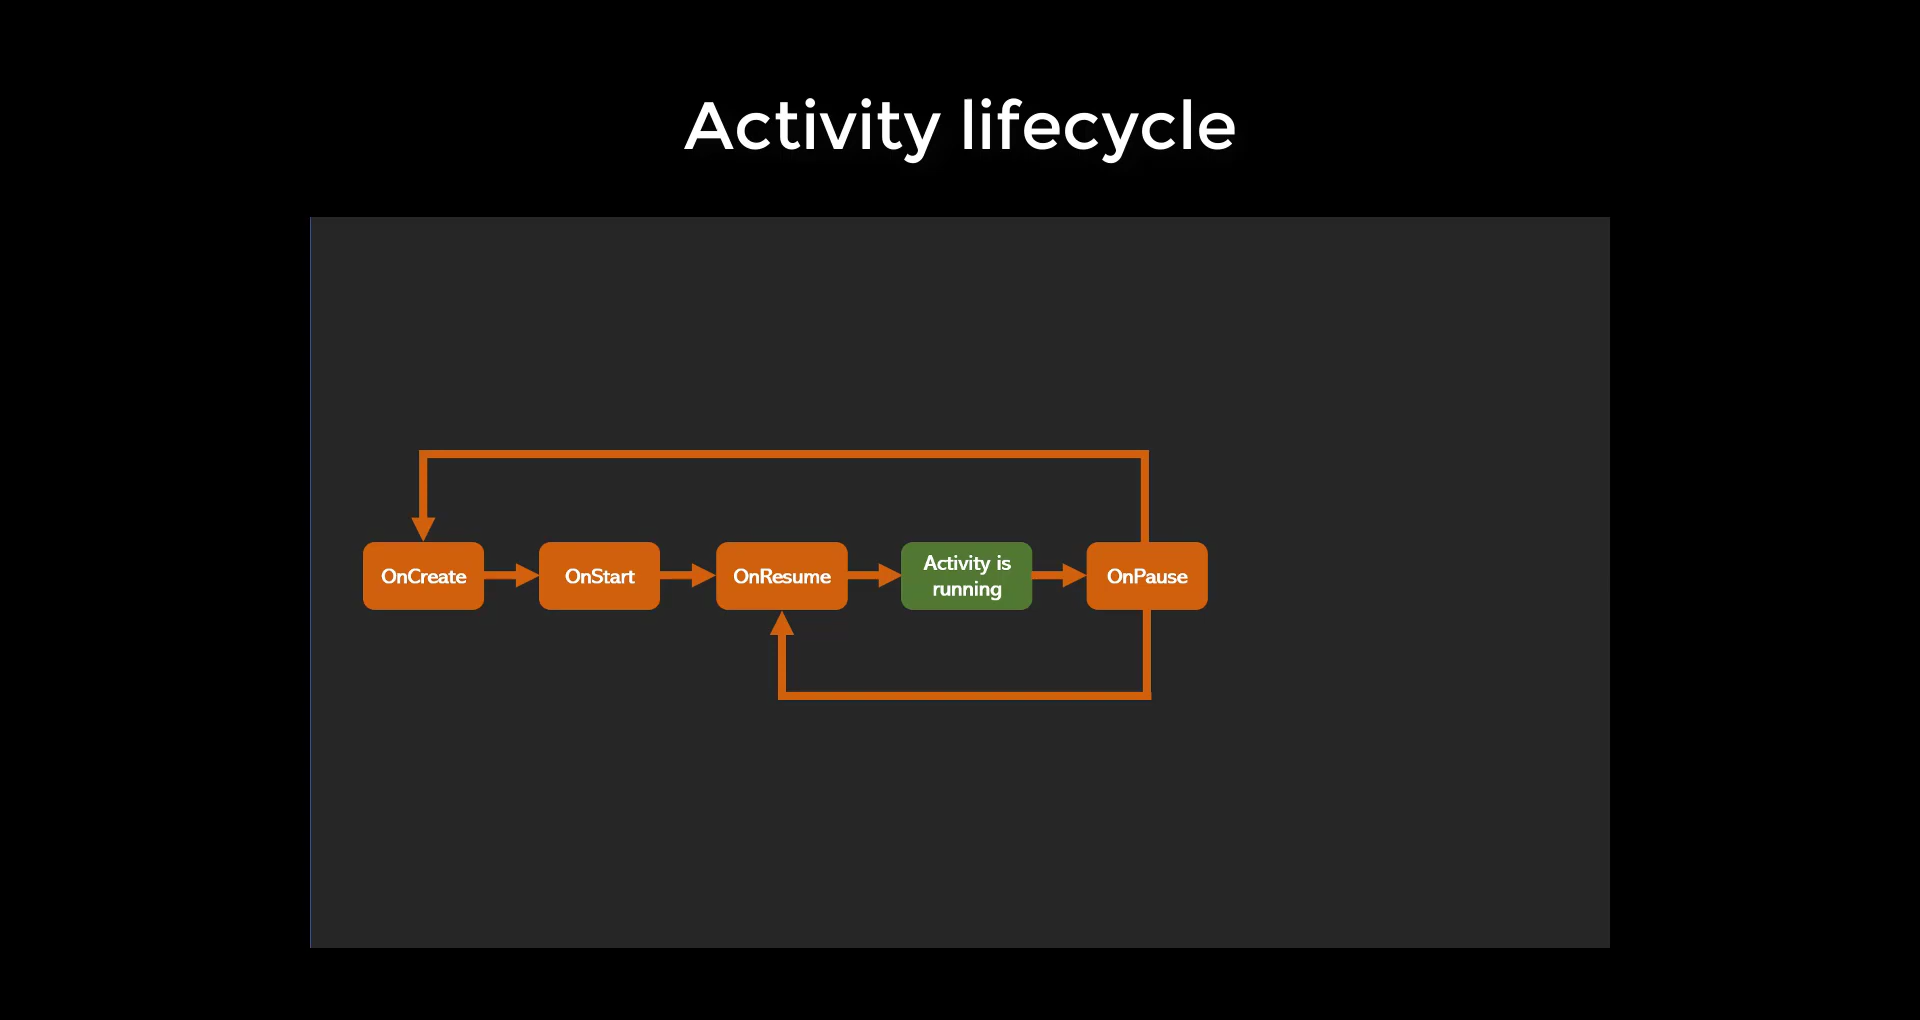 Activity lifecycle
OnCreate
OnStart
OnResume
Activity is
running
OnPause